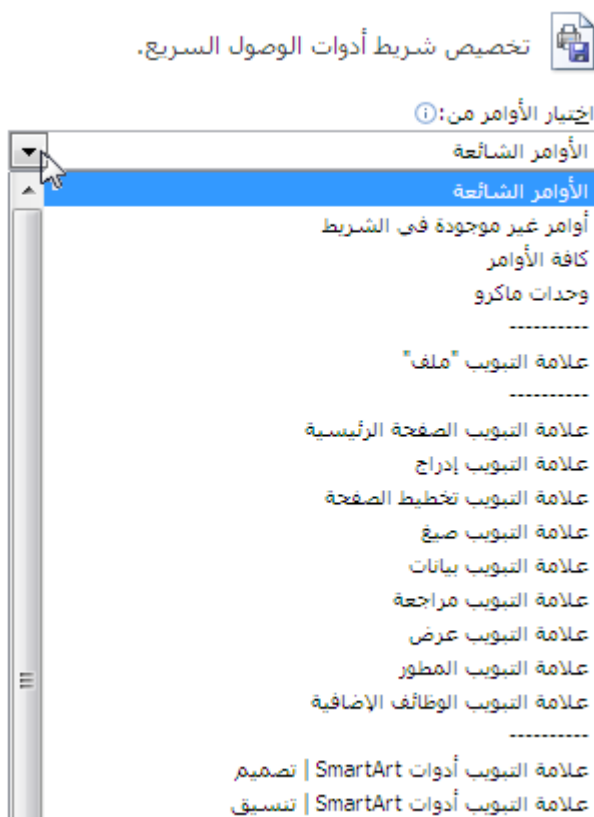 تخصيص شريط أدوات الوصول السريع.
اختيار الأوامر من:
الأوامر الشائعة
الأوامر الشائعة
أوامر غير موجودة في الشريط
كافة الأوامر
وحدات ماكرو
----------
علامة التبويب "ملف"
----------
علامة التبويب الصفحة الرئيسية
علامة التبويب إدراج
علامة التبويب تخطيط الصفحة
علامة التبويب صيغ
علامة التبويب بيانات
علامة التبويب مراجعة
علامة التبويب عرض
علامة التبويب المطور
علامة التبويب الوظائف الإضافية
----------
علامة التبويب أدوات SmartArt | تصميم
علامة التبويب أدوات SmartArt | تنسيق